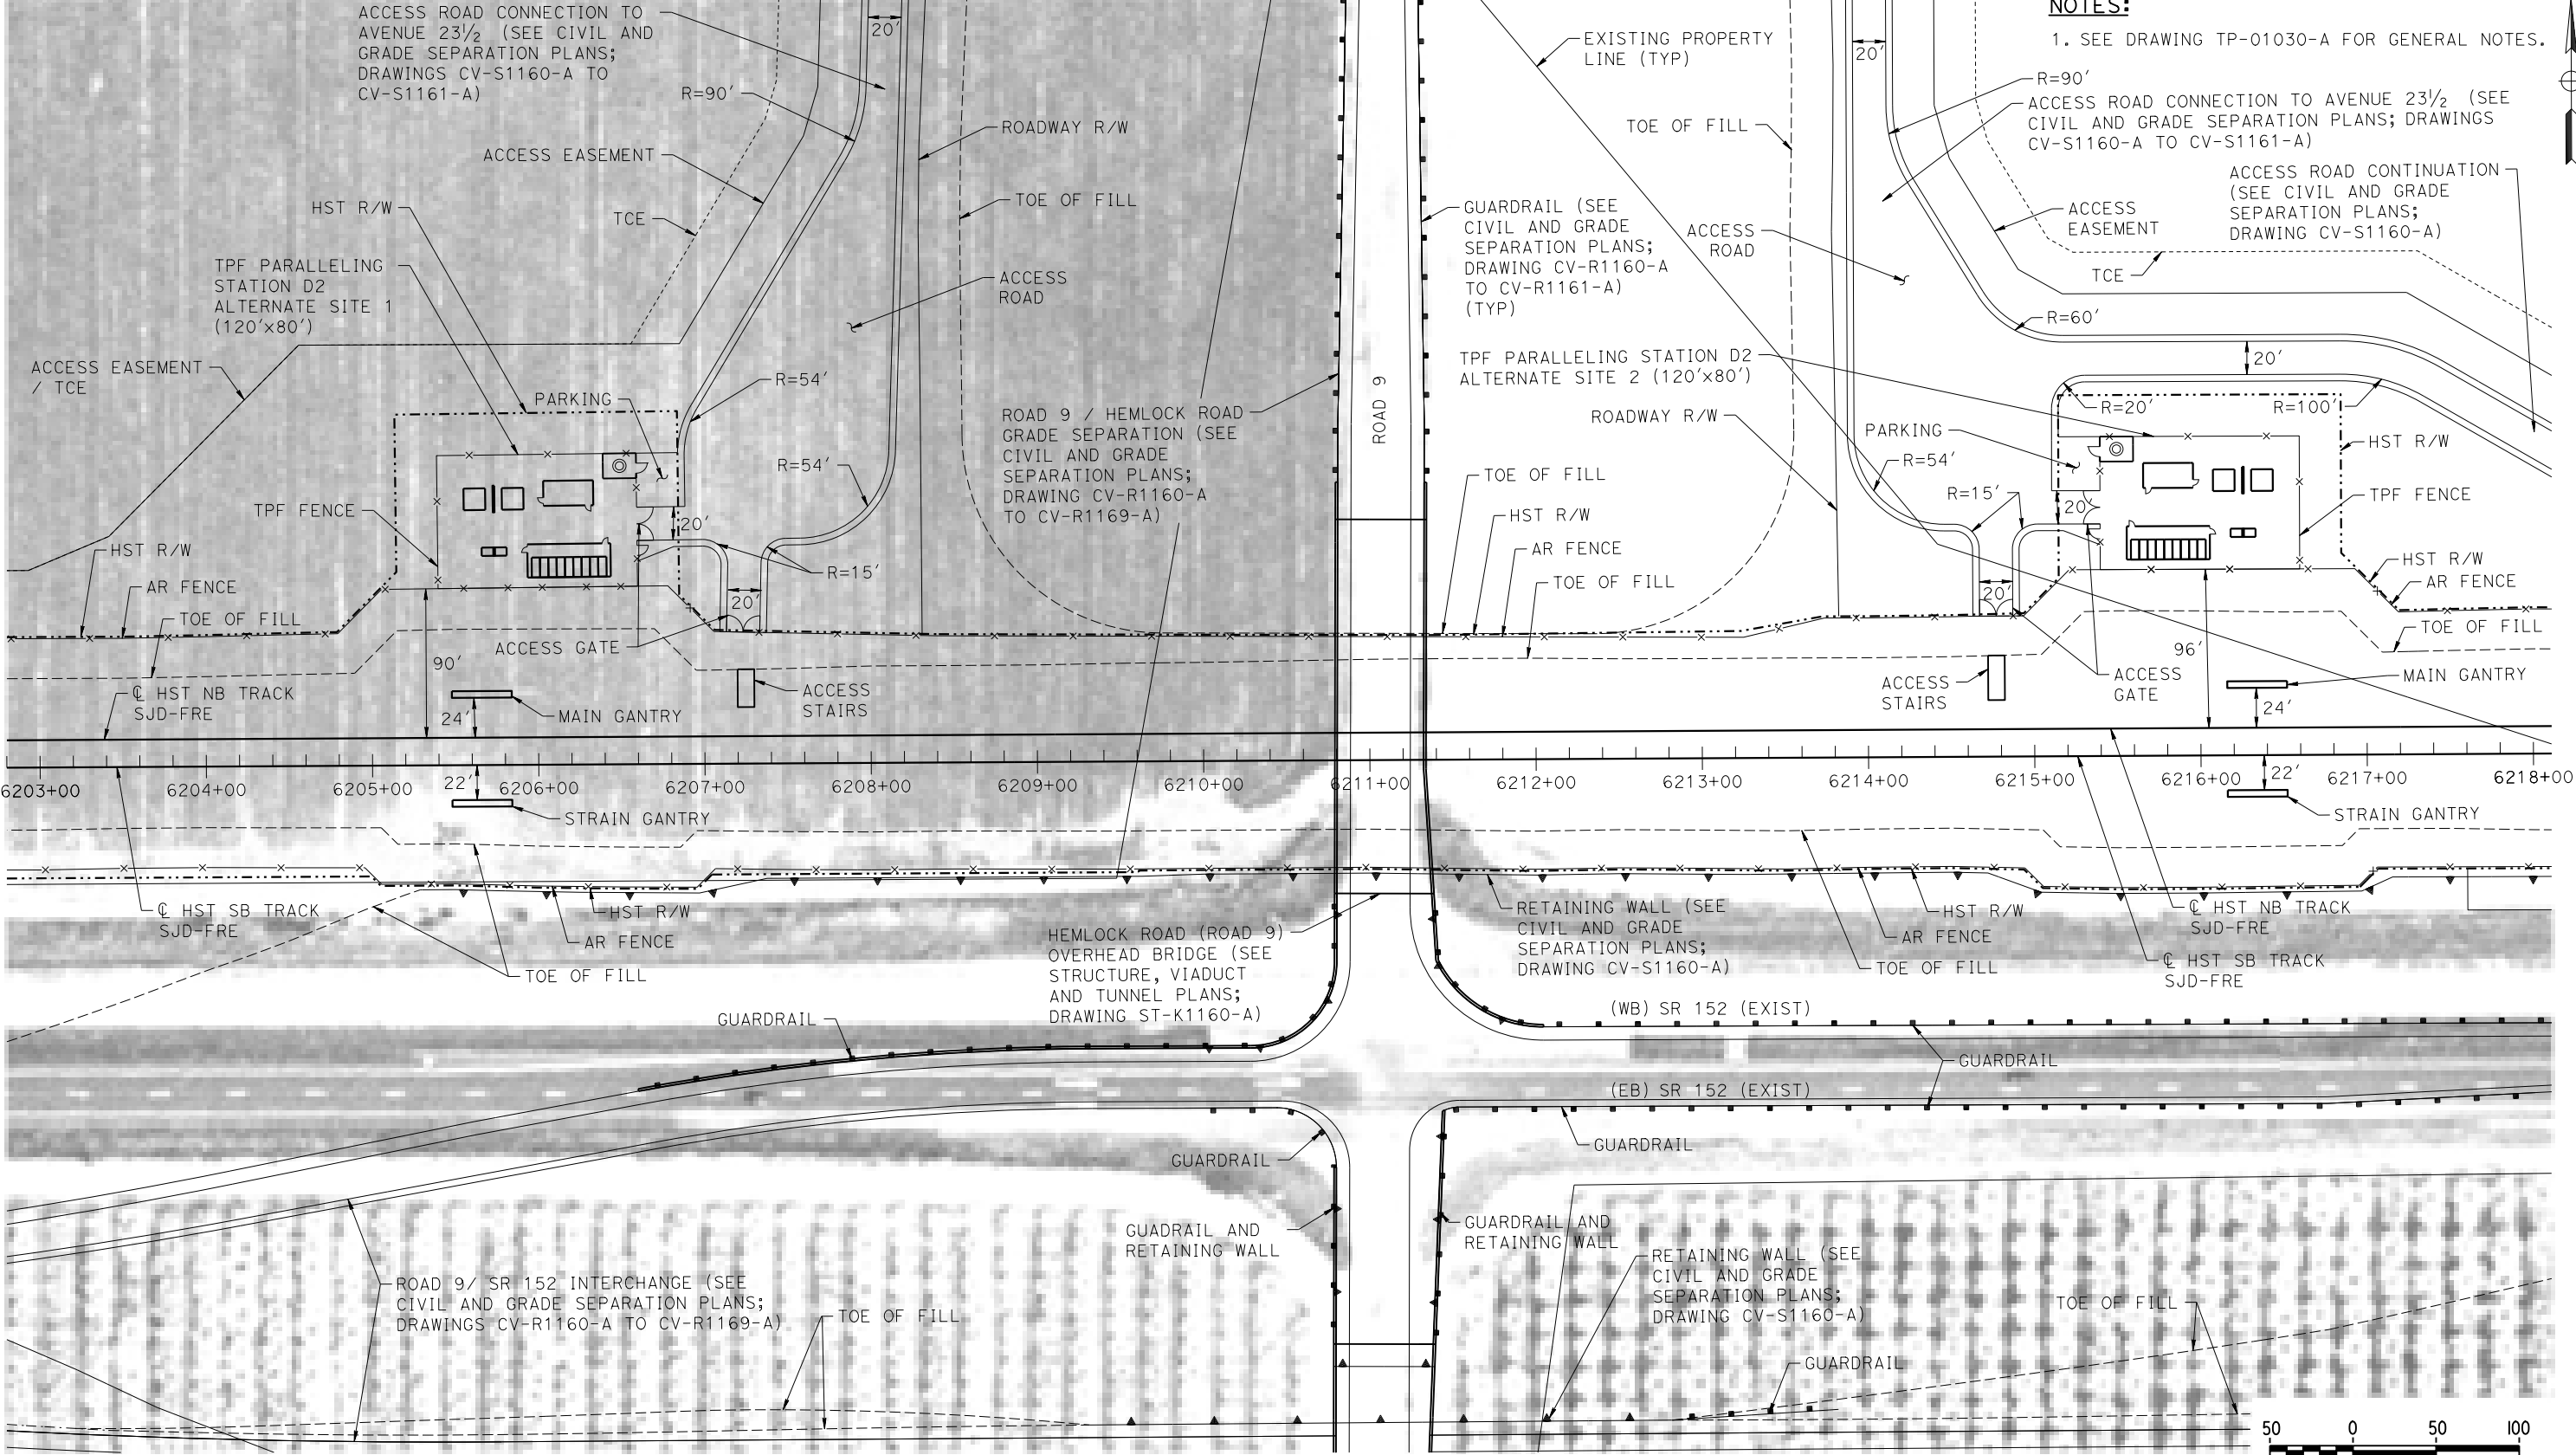 ACCESS ROAD CONNECTION TO
AVENUE 23½ (SEE CIVIL AND
GRADE SEPARATION PLANS;
DRAWINGS CV-S1160-A TO
CV-S1161-A)
20'
R=90'
ACCESS EASEMENT
TCE
HST R/W
TPF PARALLELING
STATION D2
ALTERNATE SITE 1
(120'x80')
ACCESS EASEMENT
/ TCE
ROADWAY R/W
TOE OF FILL
ACCESS
ROAD
R=54'
PARKING
R=54'
TPF FENCE
20'
HST R/W
AR FENCE
TOE OF FILL
R=15'
20'
ACCESS GATE
90'
℄ HST NB TRACK
SJD-FRE
24'
MAIN GANTRY
ACCESS
STAIRS
ROAD 9 / HEMLOCK ROAD
GRADE SEPARATION (SEE
CIVIL AND GRADE
SEPARATION PLANS;
DRAWING CV-R1160-A
TO CV-R1169-A)
ROAD 9
EXISTING PROPERTY
LINE (TYP)
TOE OF FILL
GUARDRAIL (SEE
CIVIL AND GRADE
SEPARATION PLANS;
DRAWING CV-R1160-A
TO CV-R1161-A)
(TYP)
ACCESS
ROAD
TPF PARALLELING STATION D2
ALTERNATE SITE 2 (120'x80')
ROADWAY R/W
TOE OF FILL
HST R/W
AR FENCE
TOE OF FILL
20'
NOTES:
1. SEE DRAWING TP-01030-A FOR GENERAL NOTES.
R=90'
ACCESS ROAD CONNECTION TO AVENUE 23½ (SEE
CIVIL AND GRADE SEPARATION PLANS; DRAWINGS
CV-S1160-A TO CV-S1161-A)
ACCESS ROAD CONTINUATION
(SEE CIVIL AND GRADE
SEPARATION PLANS;
DRAWING CV-S1160-A)
ACCESS
EASEMENT
TCE
R=60'
20'
R=20'
R=100'
PARKING
R=54'
R=15'
20'
HST R/W
TPF FENCE
HST R/W
AR FENCE
20'
TOE OF FILL
96'
ACCESS
GATE
MAIN GANTRY
ACCESS
STAIRS
24'
6203+00
6204+00
6205+00
22'
6206+00
6207+00
6208+00
6209+00
6210+00
6211+00
6212+00
6213+00
6214+00
6215+00
6216+00
22'
6217+00
6218+00
STRAIN GANTRY
STRAIN GANTRY
℄ HST SB TRACK
SJD-FRE
HST R/W
AR FENCE
TOE OF FILL
HEMLOCK ROAD (ROAD 9)
OVERHEAD BRIDGE (SEE
STRUCTURE, VIADUCT
AND TUNNEL PLANS;
DRAWING ST-K1160-A)
RETAINING WALL (SEE
CIVIL AND GRADE
SEPARATION PLANS;
DRAWING CV-S1160-A)
HST R/W
AR FENCE
TOE OF FILL
℄ HST NB TRACK
SJD-FRE
℄ HST SB TRACK
SJD-FRE
GUARDRAIL
(WB) SR 152 (EXIST)
GUARDRAIL
(EB) SR 152 (EXIST)
GUARDRAIL
GUARDRAIL
GUADRAIL AND
RETAINING WALL
GUARDRAIL AND
RETAINING WALL
RETAINING WALL (SEE
CIVIL AND GRADE
SEPARATION PLANS;
DRAWING CV-S1160-A)
ROAD 9/ SR 152 INTERCHANGE (SEE
CIVIL AND GRADE SEPARATION PLANS;
DRAWINGS CV-R1160-A TO CV-R1169-A)
TOE OF FILL
TOE OF FILL
GUARDRAIL
50 0 50 100